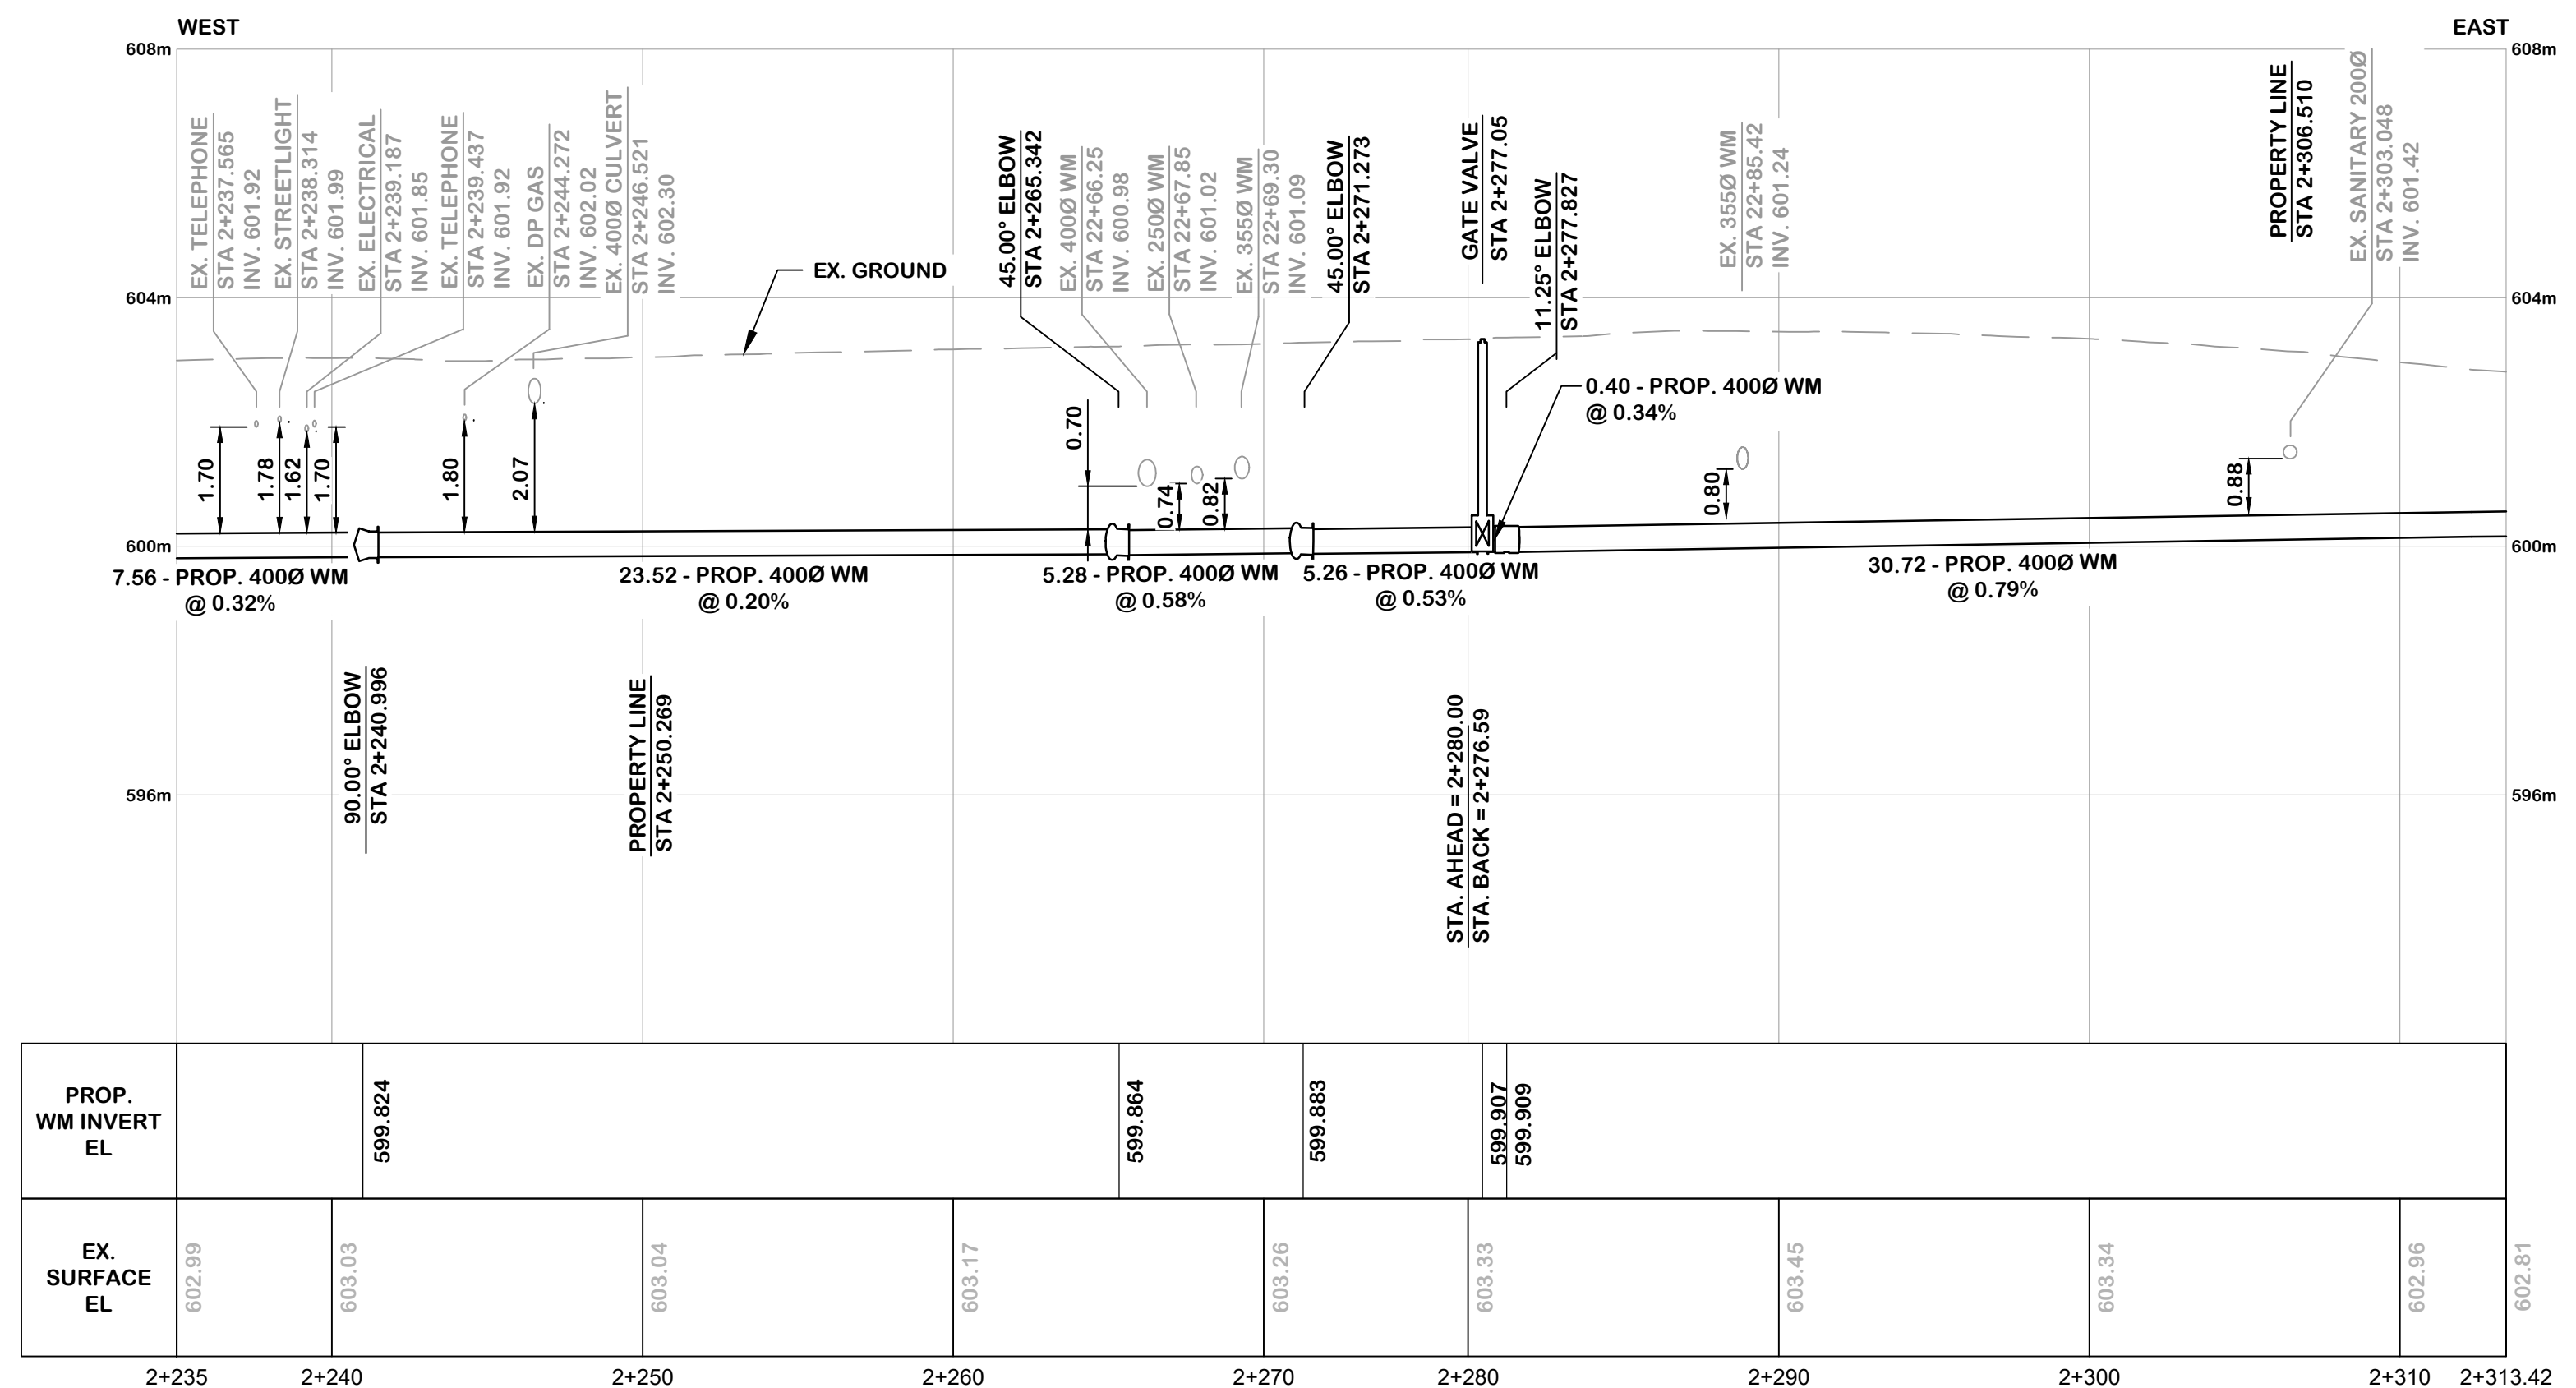 WEST
EAST
608m
608m
EX. TELEPHONE
STA 2+237.565
INV. 601.92
EX. STREETLIGHT
STA 2+238.314
INV. 601.99
EX. ELECTRICAL
STA 2+239.187
INV. 601.85
EX. TELEPHONE
STA 2+239.437
INV. 601.92
EX. DP GAS
STA 2+244.272
INV. 602.02
EX. 400Ø CULVERT
STA 2+246.521
INV. 602.30
EX. GROUND
45.00° ELBOW
STA 2+265.342
EX. 400Ø WM
STA 22+66.25
INV. 600.98
EX. 250Ø WM
STA 22+67.85
INV. 601.02
EX. 355Ø WM
STA 22+69.30
INV. 601.09
45.00° ELBOW
STA 2+271.273
GATE VALVE
STA 2+277.05
11.25° ELBOW
STA 2+277.827
EX. 355Ø WM
STA 22+85.42
INV. 601.24
PROPERTY LINE
STA 2+306.510
EX. SANITARY 200Ø
STA 2+303.048
INV. 601.42
604m
604m
0.40 - PROP. 400Ø WM
@ 0.34%
1.70
1.78
1.62
1.70
1.80
2.07
0.70
0.74
0.82
0.80
0.88
600m
600m
7.56 - PROP. 400Ø WM
@ 0.32%
23.52 - PROP. 400Ø WM
@ 0.20%
5.28 - PROP. 400Ø WM
@ 0.58%
5.26 - PROP. 400Ø WM
@ 0.53%
30.72 - PROP. 400Ø WM
@ 0.79%
90.00° ELBOW
STA 2+240.996
PROPERTY LINE
STA 2+250.269
STA. AHEAD = 2+280.00
STA. BACK = 2+276.59
596m
596m
PROP.
WM INVERT
EL
599.824
599.864
599.883
599.907
599.909
EX.
SURFACE
EL
602.99
603.03
603.04
603.17
603.26
603.33
603.45
603.34
602.96
602.81
2+235
2+240
2+250
2+260
2+270
2+280
2+290
2+300
2+310
2+313.42